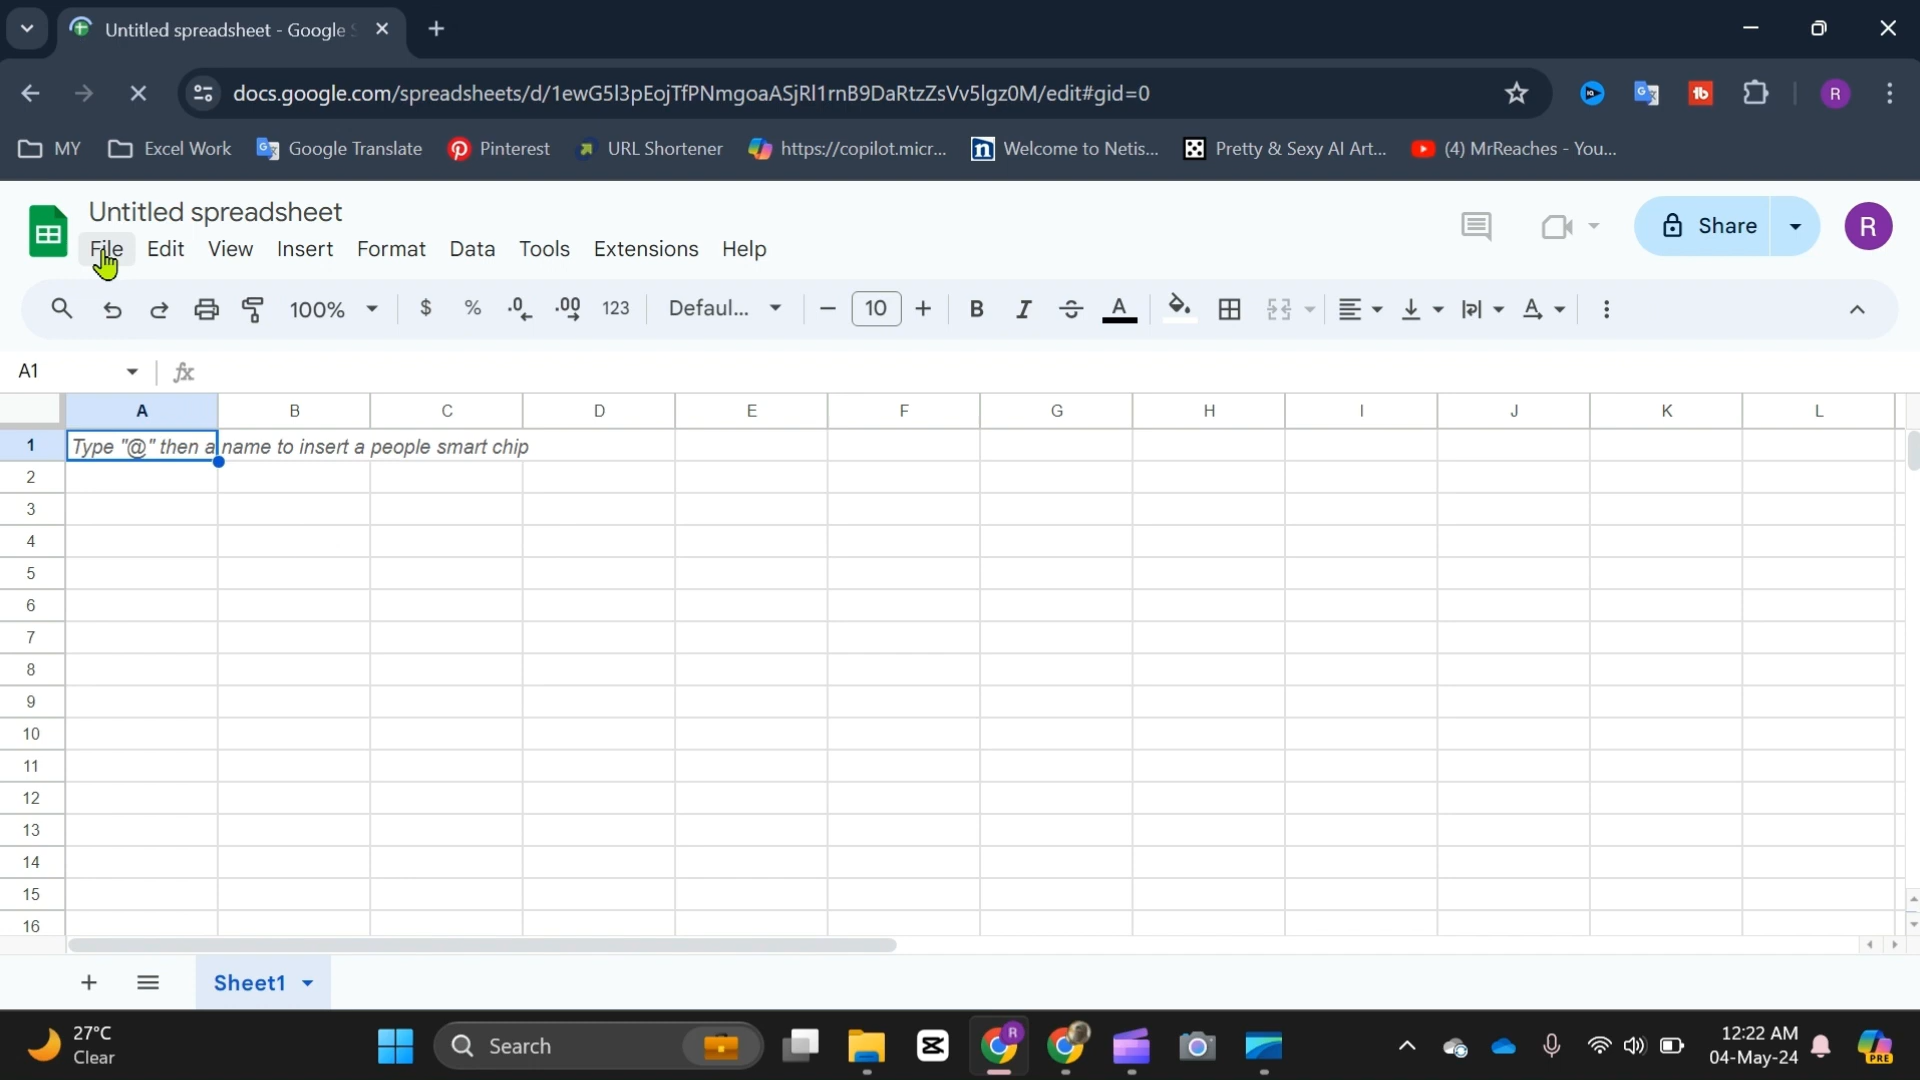 Untitled spreadsheet - Google S
docs.google.com/spreadsheets/d/1ewG5l3pEojTfPNmgoaASjRl1rnB9DaRtzZsVv5lgz0M/edit#gid=0
R
MY Excel Work Google Translate Pinterest URL Shortener https://copilot.micr... Welcome to Netis... Pretty & Sexy AI Art... (4) MrReaches - You...
Untitled spreadsheet
File Edit View Insert Format Data Tools Extensions Help
Share
R
100% $ % .0 .00 123 Defaul... 10 B I S A A
A1 fx
A B C D E F G H I J K L
1 Type "@" then a name to insert a people smart chip
2
3
4
5
6
7
8
9
10
11
12
13
14
15
16
Sheet1
27°C
Clear
Search
R
12:22 AM
04-May-24
PRE